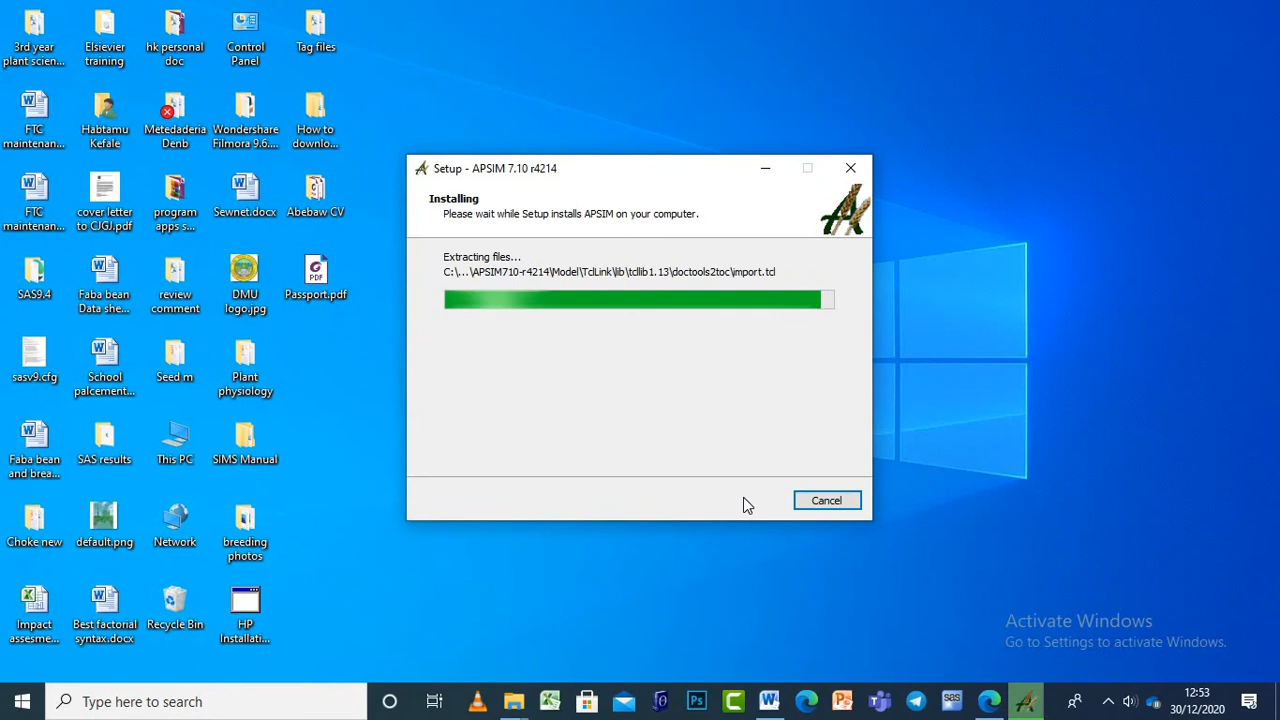 3rd year
plant scien...
Elsievier
training
hk personal
doc
Control
Panel
Tag files
FTC
maintenan...
Habtamu
Kefale
Metedaderia
Denb
Wondershare
Filmora 9.6....
How to
downlo...
FTC
maintenan...
cover letter
to CJGJ.pdf
program
apps s...
Sewnet.docx
Abebaw CV
SAS9.4
Faba bean
Data she...
review
comment
DMU
logo.jpg
PDF
Passport.pdf
sasv9.cfg
School
palcement...
Seed m
Plant
physiology
Faba bean
and brea...
SAS results
This PC
SIMS Manual
Choke new
default.png
Network
breeding
photos
Impact
assesme...
Best factorial
syntax.docx
Recycle Bin
HP
Installati...
Setup - APSIM 7.10 r4214
Installing
Please wait while Setup installs APSIM on your computer.
Extracting files...
C:\...\APSIM710-r4214\Model\TclLink\lib\tcllib1.13\doctools2toc\import.tcl
Cancel
Activate Windows
Go to Settings to activate Windows.
Type here to search
12:53
30/12/2020